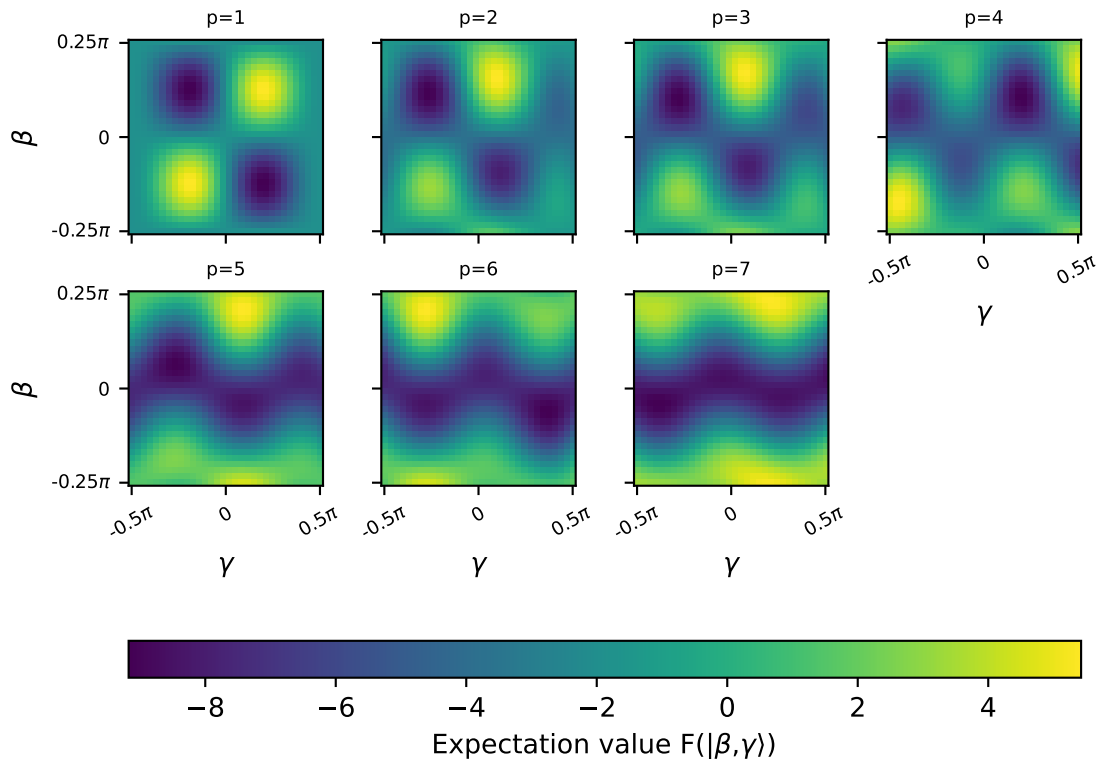 p=1 p=2 p=3 p=4
0.25π
β
0
-0.25π
-0.5π 0 0.5π
γ
p=5 p=6 p=7
0.25π
β
0
-0.25π
-0.5π 0 0.5π -0.5π 0 0.5π -0.5π 0 0.5π
γ γ γ
−8 −6 −4 −2 0 2 4
Expectation value F(|β,γ⟩)